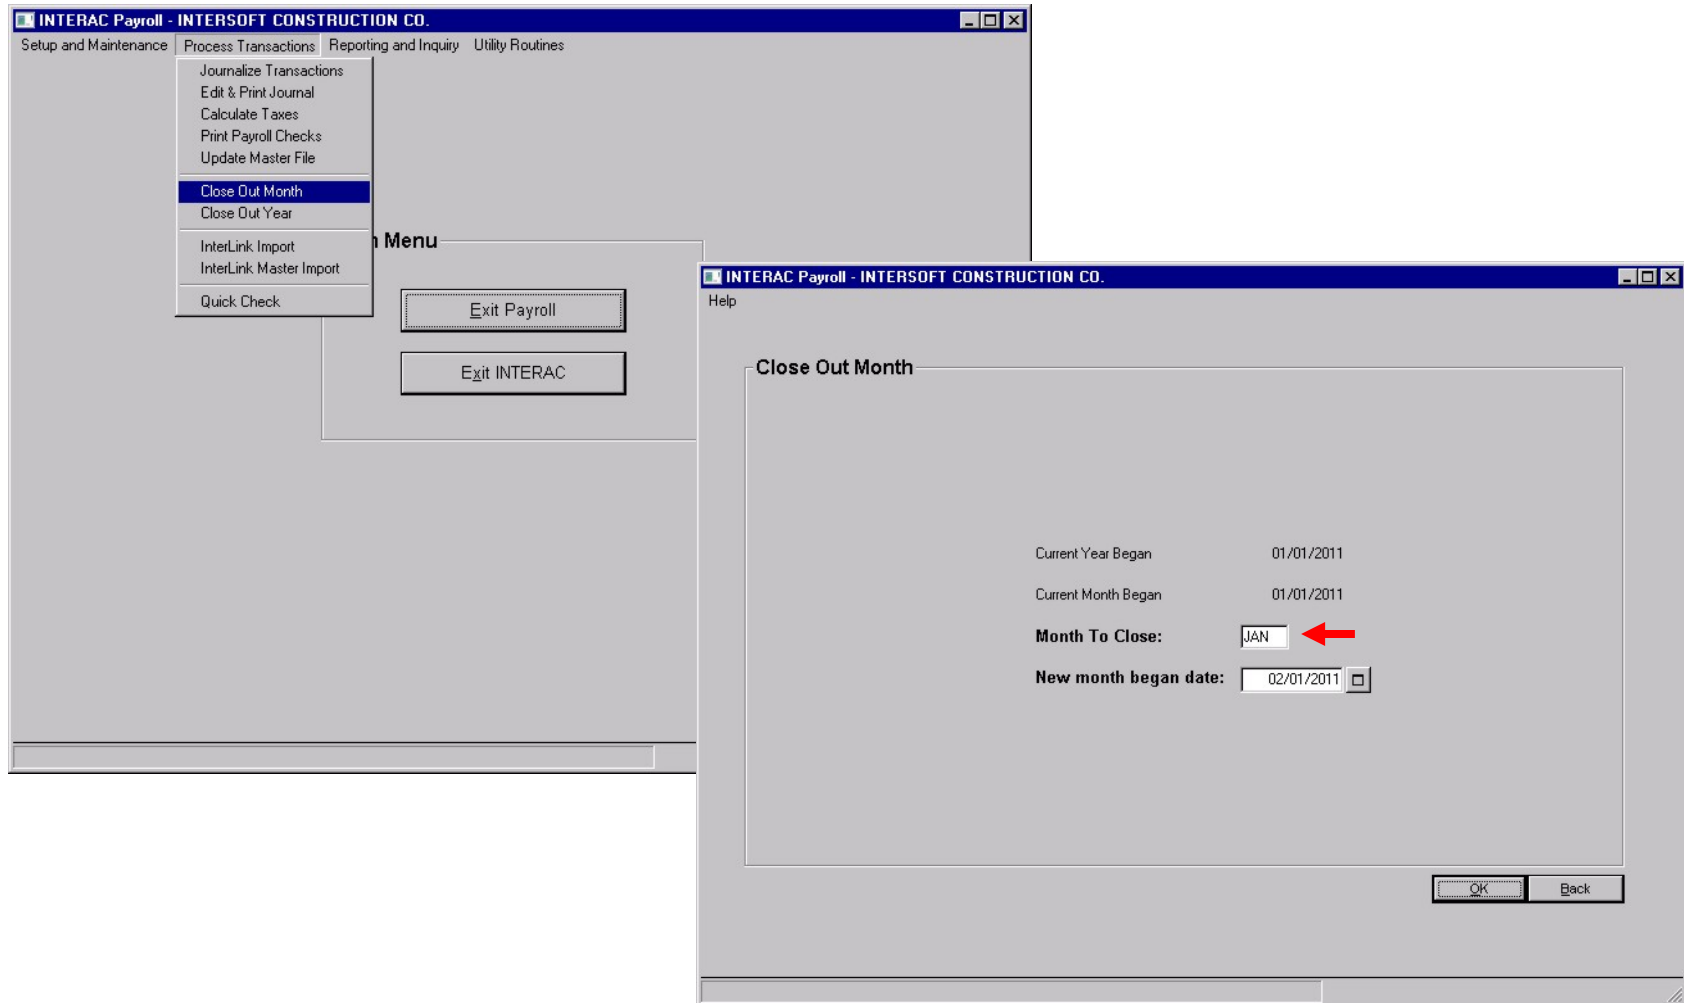 INTERAC Payroll - INTERSOFT CONSTRUCTION CO.
Setup and Maintenance Process Transactions Reporting and Inquiry Utility Routines
Journalize Transactions
Edit & Print Journal
Calculate Taxes
Print Payroll Checks
Update Master File
Close Out Month
Close Out Year
InterLink Import
InterLink Master Import
Quick Check
Menu
Exit Payroll
Exit INTERAC
INTERAC Payroll - INTERSOFT CONSTRUCTION CO.
Help
Close Out Month
Current Year Began 01/01/2011
Current Month Began 01/01/2011
Month To Close: JAN
New month began date: 02/01/2011
OK Back